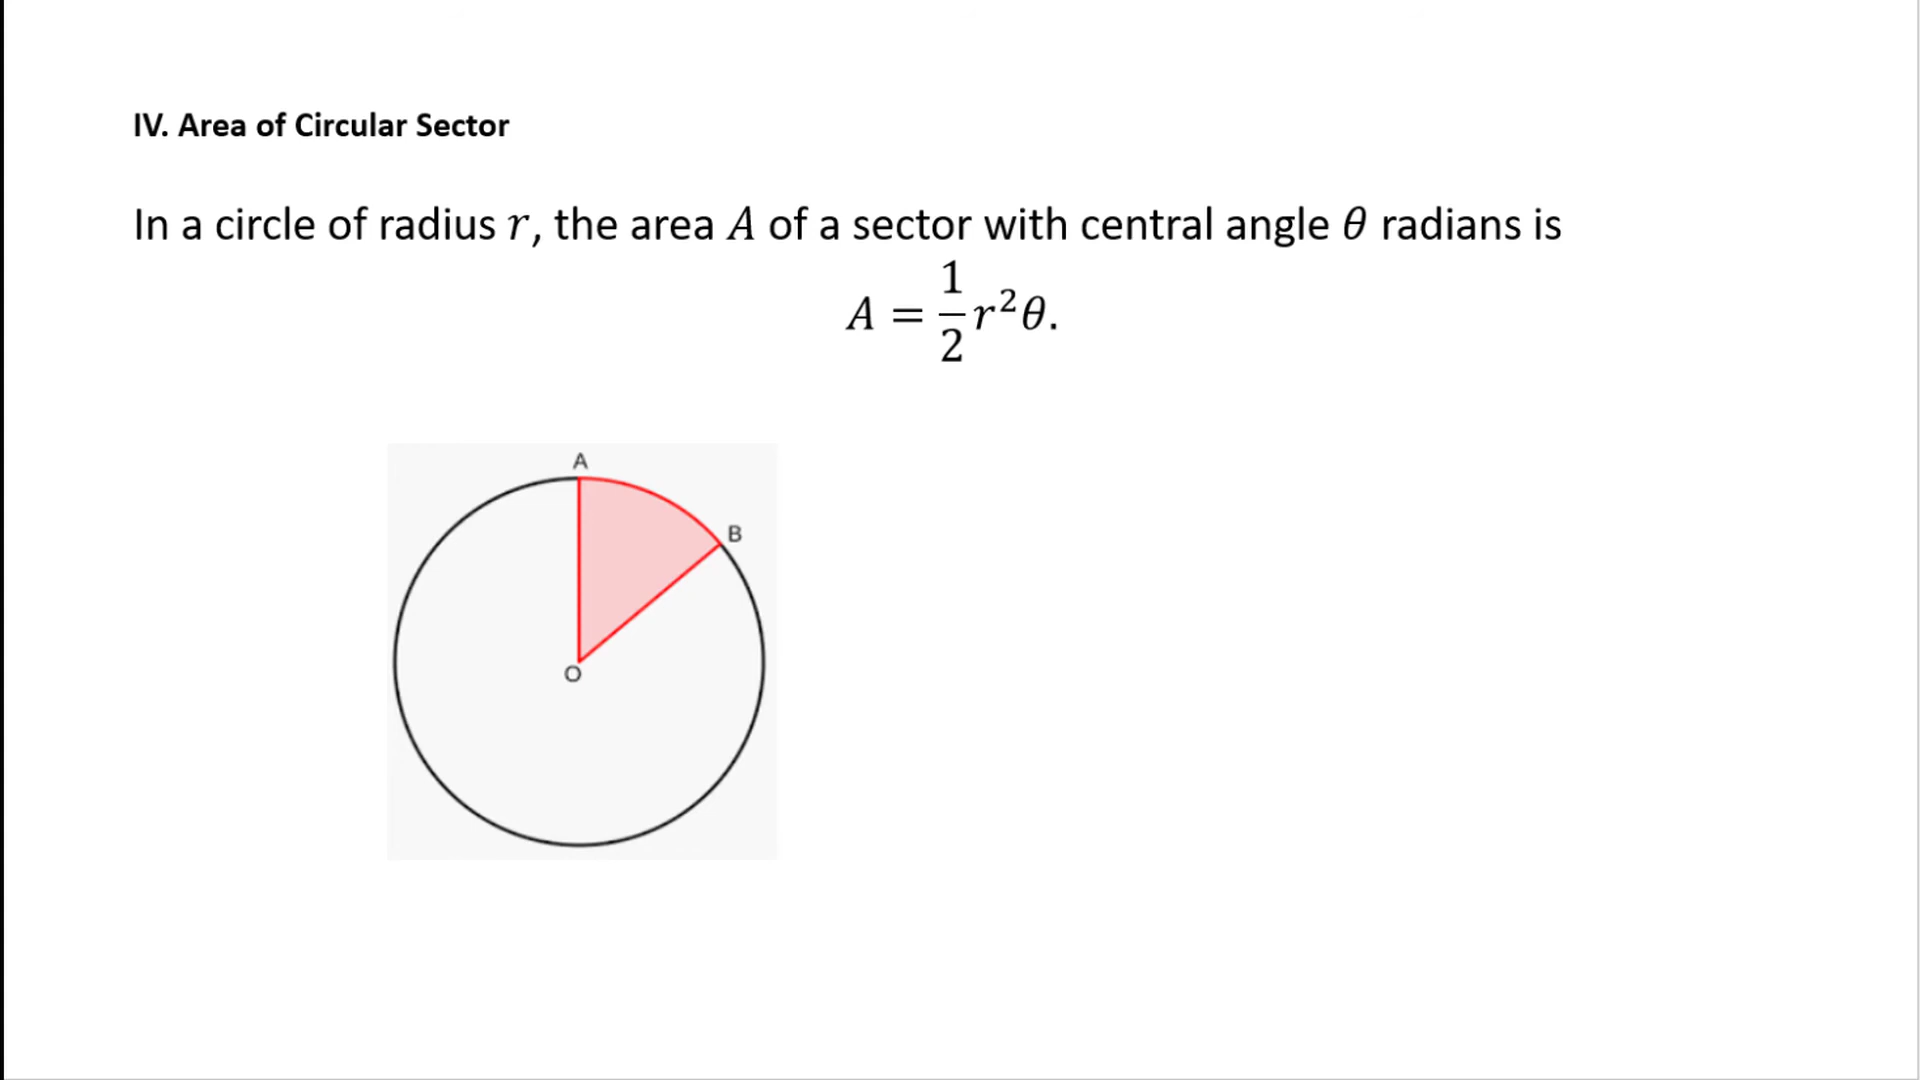 IV. Area of Circular Sector
In a circle of radius r, the area A of a sector with central angle θ radians is
A = 1/2 r²θ.
A
B
O